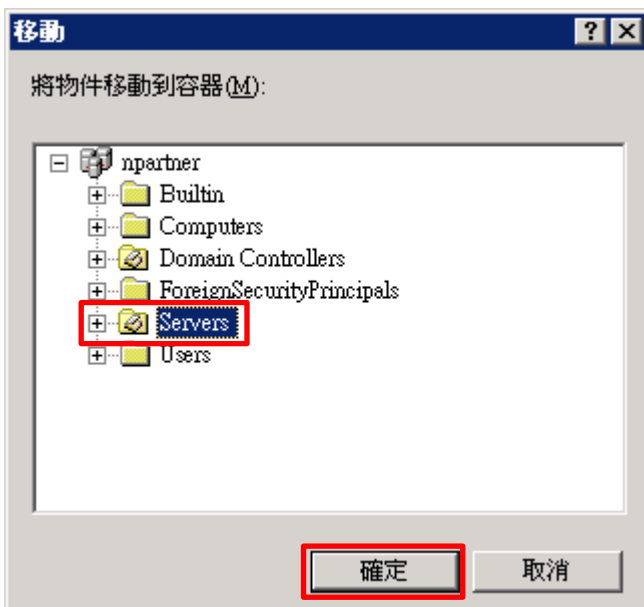 移動
將物件移動到容器(M):
npartner
Builtin
Computers
Domain Controllers
ForeignSecurityPrincipals
Servers
Users
確定 取消